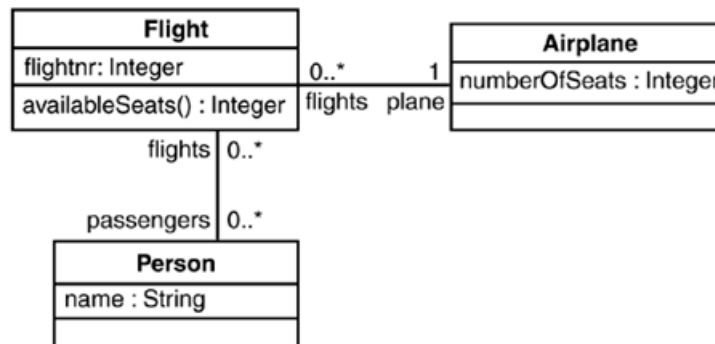 Flight
flightnr: Integer
availableSeats() : Integer
0..* 1
flights plane
Airplane
numberOfSeats : Integer
flights 0..*
passengers 0..*
Person
name : String